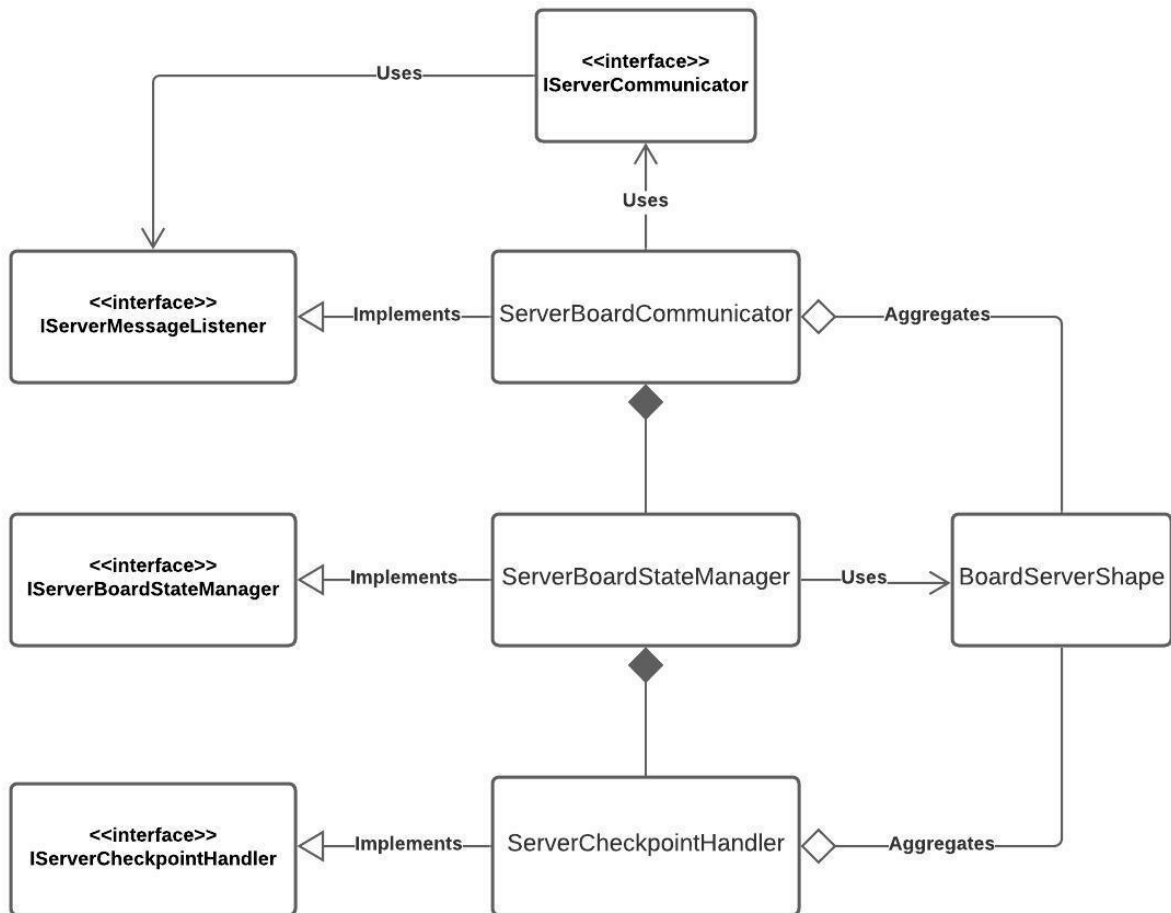 <<interface>>
IServerCommunicator
Uses
Uses
<<interface>>
IServerMessageListener
Implements
ServerBoardCommunicator
Aggregates
<<interface>>
IServerBoardStateManager
Implements
ServerBoardStateManager
Uses
BoardServerShape
<<interface>>
IServerCheckpointHandler
Implements
ServerCheckpointHandler
Aggregates